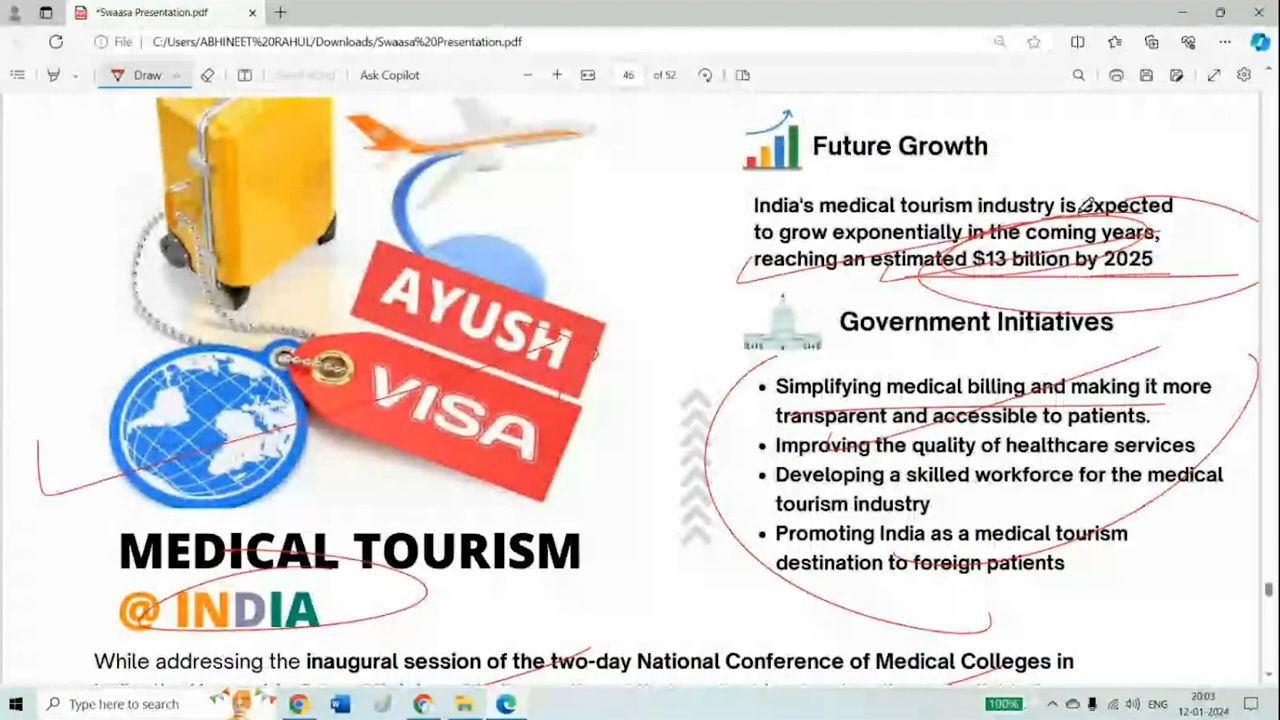 *Swaasa Presentation.pdf
File
C:/Users/ABHINEET%20RAHUL/Downloads/Swaasa%20Presentation.pdf
Draw
Ask Copilot
46
of 52
AYUSH
VISA
MEDICAL TOURISM
@ INDIA
Future Growth
India's medical tourism industry is expected
to grow exponentially in the coming years,
reaching an estimated $13 billion by 2025
Government Initiatives
• Simplifying medical billing and making it more
transparent and accessible to patients.
• Improving the quality of healthcare services
• Developing a skilled workforce for the medical
tourism industry
• Promoting India as a medical tourism
destination to foreign patients
While addressing the inaugural session of the two-day National Conference of Medical Colleges in
Type here to search
100%
ENG
20:03
12-01-2024